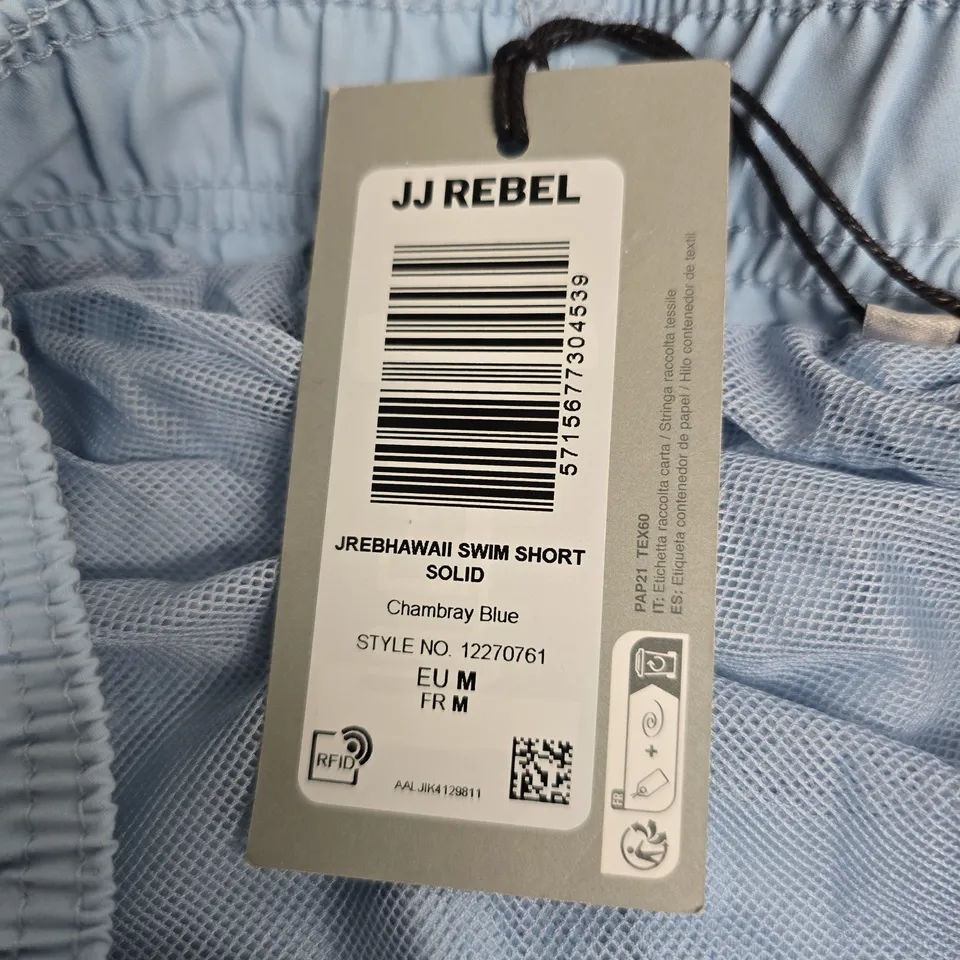 JJ REBEL
5715677304539
JREBHAWAII SWIM SHORT
SOLID
Chambray Blue
STYLE NO. 12270761
EU M
FR M
RFID
AALJIK4129811
PAP21 TEX60
IT: Etichetta raccolta carta / Stringa raccolta tessile
ES: Etiqueta contenedor de papel / Hilo contenedor de textil
FR
+